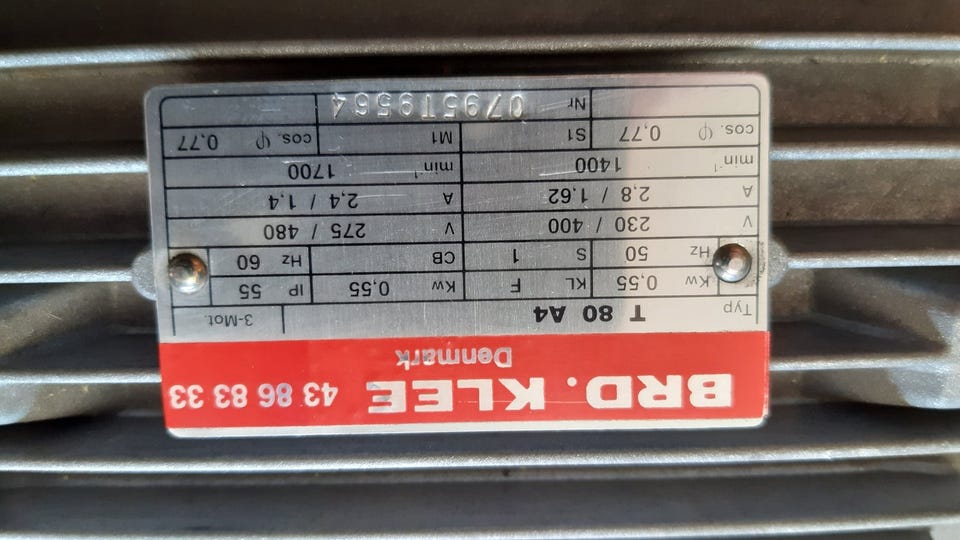 BRD. KLEE 43 86 83 33
Denmark
Typ T 80 A4 3-Mot.
Kw 0,55 KL F Kw 0,55 IP 55
Hz 50 S 1 CB Hz 60
V 230 / 400 V 275 / 480
A 2,8 / 1,62 A 2,4 / 1,4
min⁻¹ 1400 min⁻¹ 1700
cos. φ 0,77 S1 M1 cos. φ 0,77
Nr 0795T9564